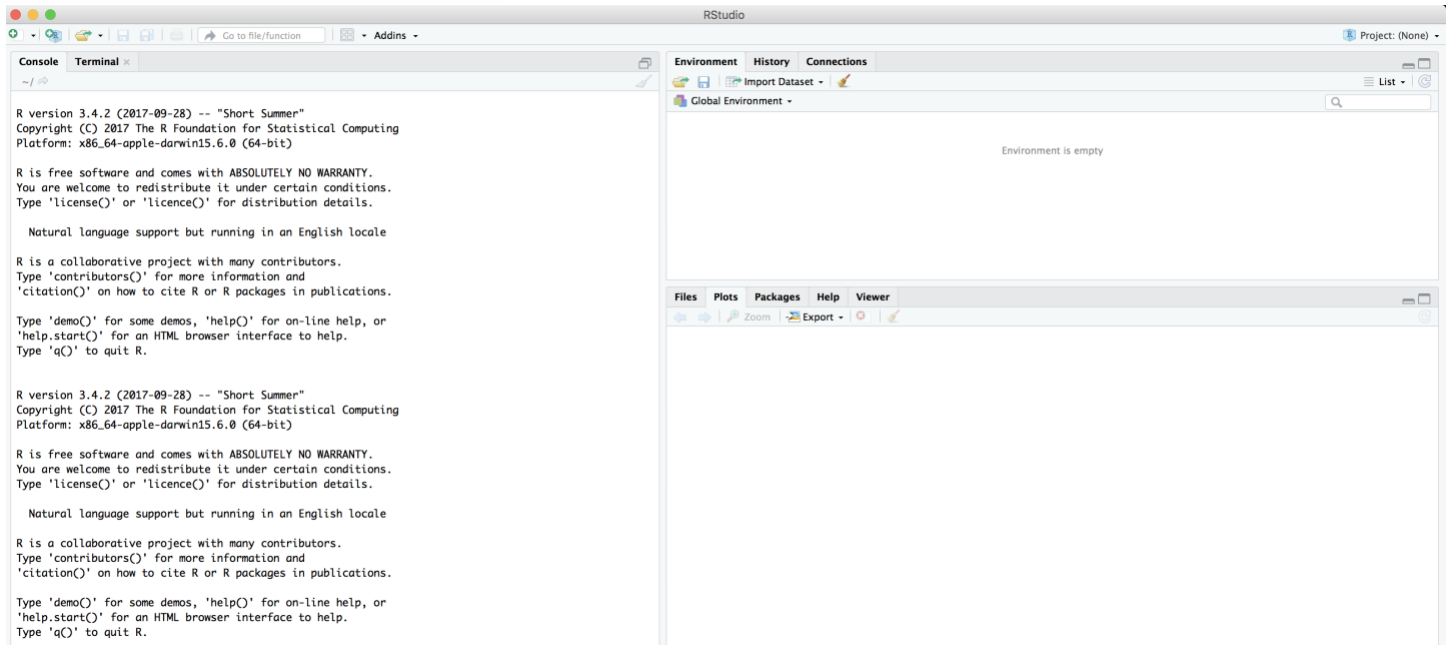 RStudio
Go to file/function
Addins
Project: (None)
Console Terminal
~/
R version 3.4.2 (2017-09-28) -- "Short Summer"
Copyright (C) 2017 The R Foundation for Statistical Computing
Platform: x86_64-apple-darwin15.6.0 (64-bit)
R is free software and comes with ABSOLUTELY NO WARRANTY.
You are welcome to redistribute it under certain conditions.
Type 'license()' or 'licence()' for distribution details.
Natural language support but running in an English locale
R is a collaborative project with many contributors.
Type 'contributors()' for more information and
'citation()' on how to cite R or R packages in publications.
Type 'demo()' for some demos, 'help()' for on-line help, or
'help.start()' for an HTML browser interface to help.
Type 'q()' to quit R.
R version 3.4.2 (2017-09-28) -- "Short Summer"
Copyright (C) 2017 The R Foundation for Statistical Computing
Platform: x86_64-apple-darwin15.6.0 (64-bit)
R is free software and comes with ABSOLUTELY NO WARRANTY.
You are welcome to redistribute it under certain conditions.
Type 'license()' or 'licence()' for distribution details.
Natural language support but running in an English locale
R is a collaborative project with many contributors.
Type 'contributors()' for more information and
'citation()' on how to cite R or R packages in publications.
Type 'demo()' for some demos, 'help()' for on-line help, or
'help.start()' for an HTML browser interface to help.
Type 'q()' to quit R.
Environment History Connections
Import Dataset
List
Global Environment
Environment is empty
Files Plots Packages Help Viewer
Zoom Export